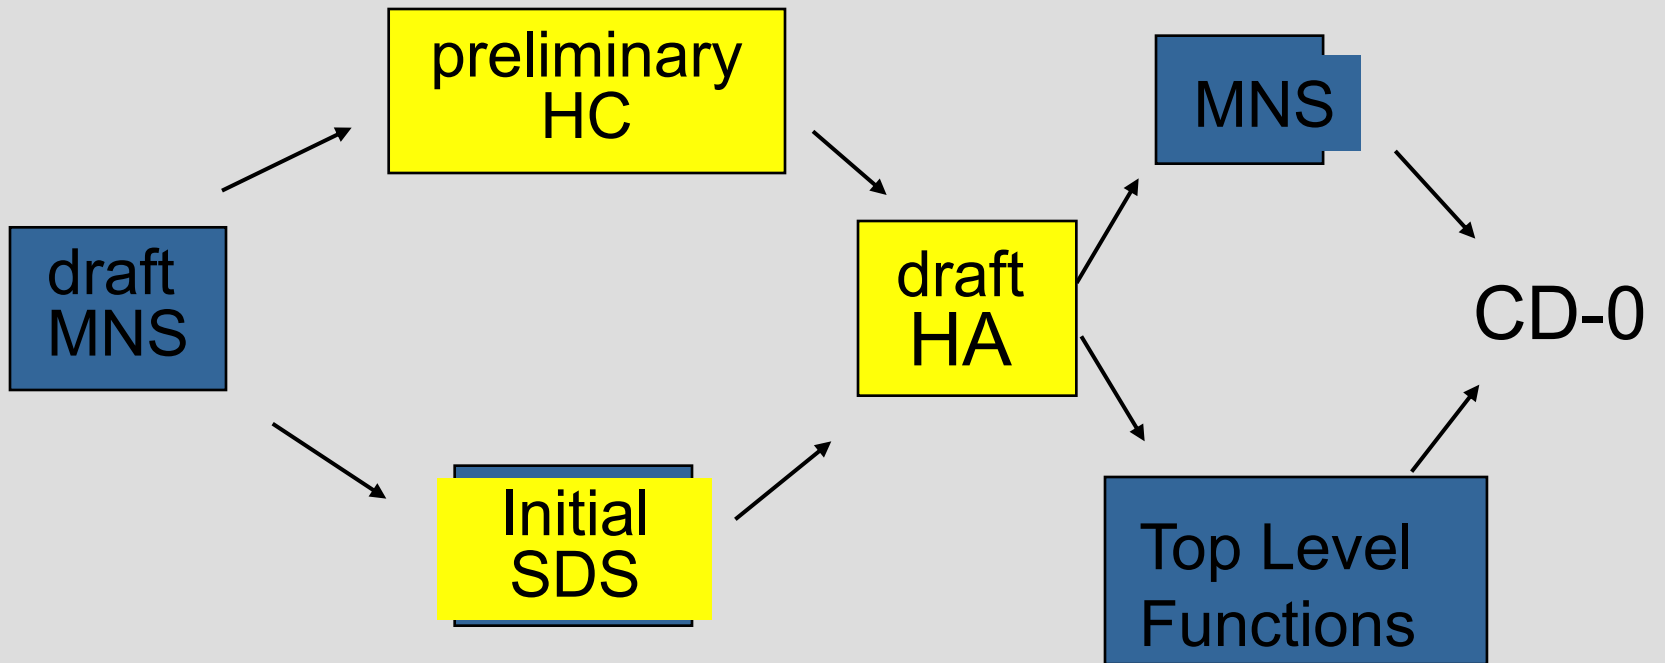 preliminary
HC
MNS
draft
MNS
draft
HA
CD-0
Initial
SDS
Top Level
Functions